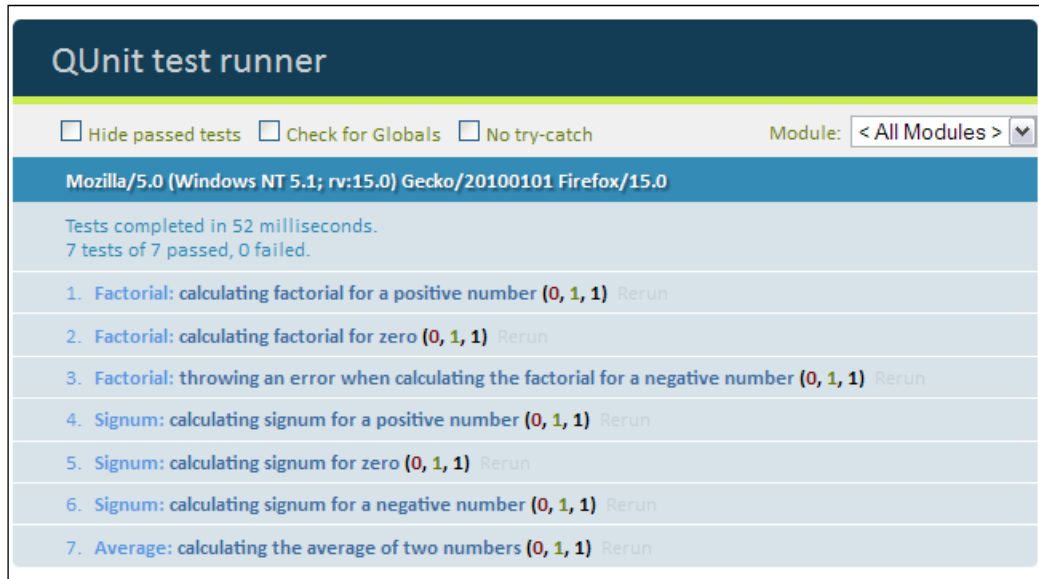 QUnit test runner
Hide passed tests Check for Globals No try-catch Module: < All Modules >
Mozilla/5.0 (Windows NT 5.1; rv:15.0) Gecko/20100101 Firefox/15.0
Tests completed in 52 milliseconds.
7 tests of 7 passed, 0 failed.
1. Factorial: calculating factorial for a positive number (0, 1, 1) Rerun
2. Factorial: calculating factorial for zero (0, 1, 1) Rerun
3. Factorial: throwing an error when calculating the factorial for a negative number (0, 1, 1) Rerun
4. Signum: calculating signum for a positive number (0, 1, 1) Rerun
5. Signum: calculating signum for zero (0, 1, 1) Rerun
6. Signum: calculating signum for a negative number (0, 1, 1) Rerun
7. Average: calculating the average of two numbers (0, 1, 1) Rerun